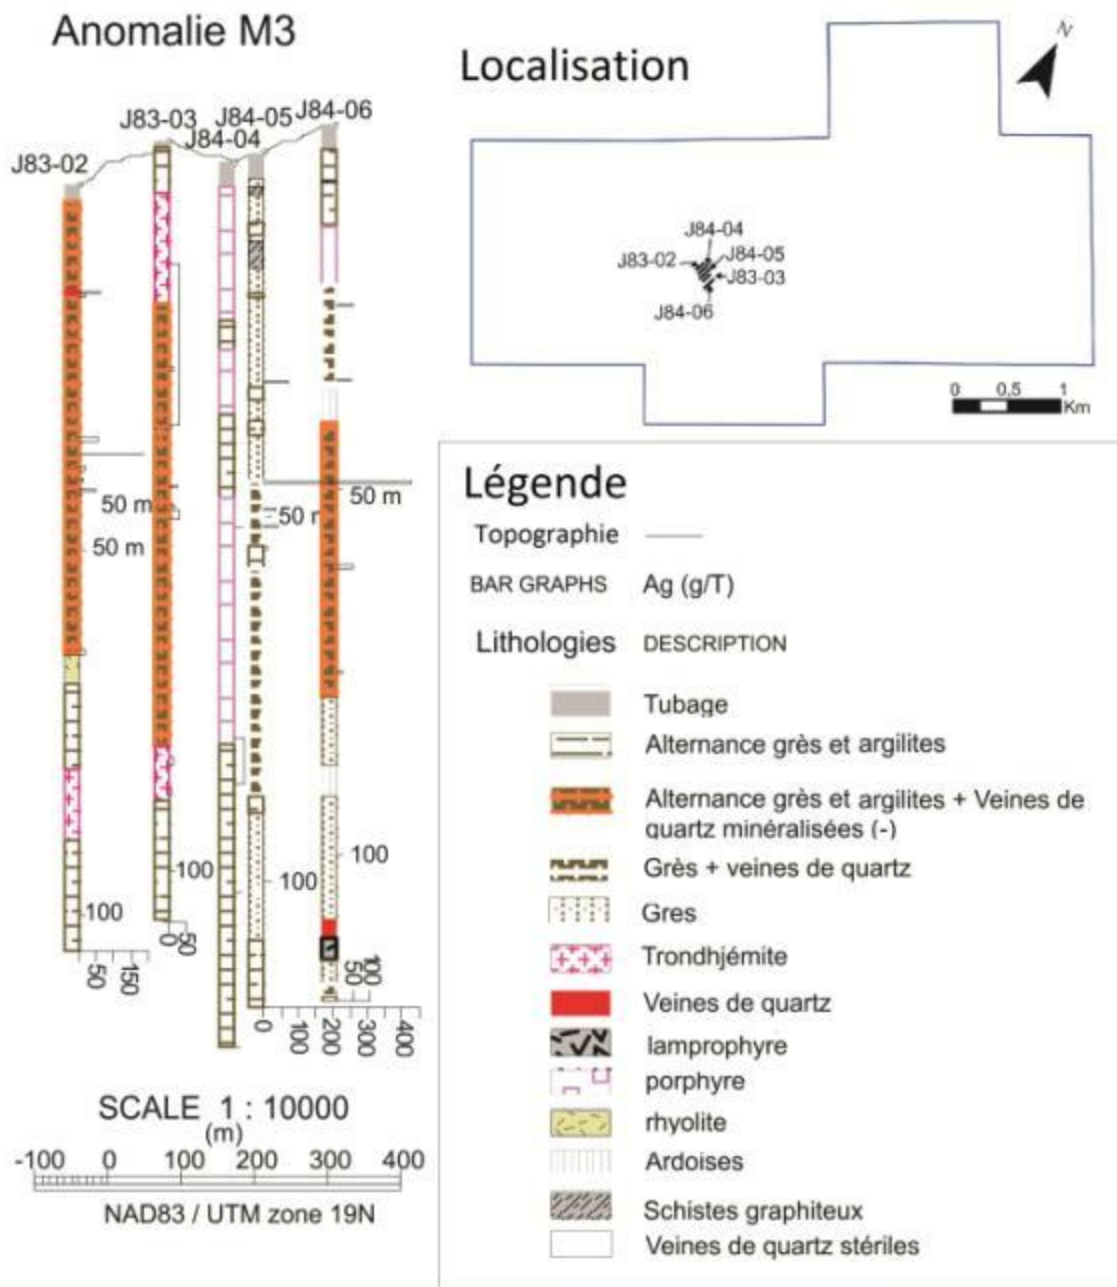 Anomalie M3
Localisation
N
J83-02
J83-03
J84-04
J84-05
J84-06
J84-04
J83-02
J84-05
J83-03
J84-06
0 0,5 1
Km
50 m
50 m
50 m
100
100
100
100
50
150
0
50
0
100
200
300
400
50
100
SCALE 1 : 10000
(m)
-100 0 100 200 300 400
NAD83 / UTM zone 19N
Légende
Topographie
BAR GRAPHS Ag (g/T)
Lithologies DESCRIPTION
Tubage
Alternance grès et argilites
Alternance grès et argilites + Veines de
quartz minéralisées (-)
Grès + veines de quartz
Gres
Trondhjémite
Veines de quartz
lamprophyre
porphyre
rhyolite
Ardoises
Schistes graphiteux
Veines de quartz stériles